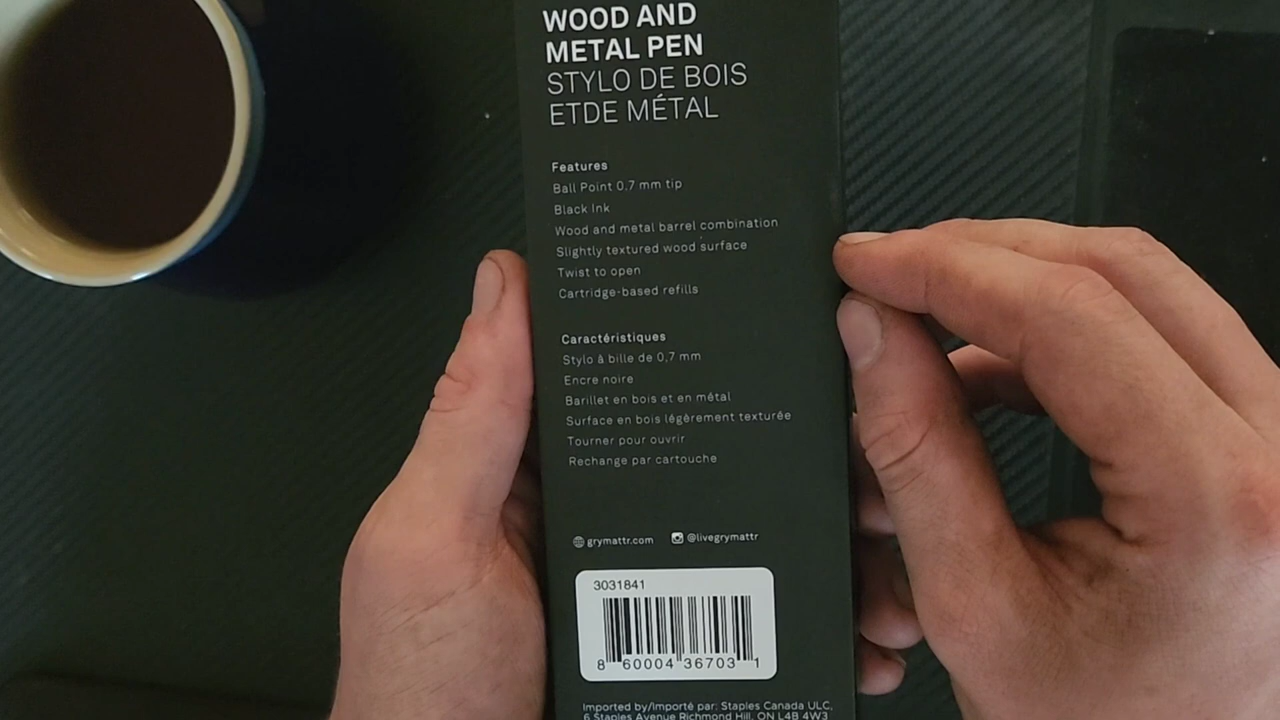 WOOD AND
METAL PEN
STYLO DE BOIS
ETDE MÉTAL
Features
Ball Point 0.7 mm tip
Black Ink
Wood and metal barrel combination
Slightly textured wood surface
Twist to open
Cartridge-based refills
Caractéristiques
Stylo à bille de 0,7 mm
Encre noire
Barillet en bois et en métal
Surface en bois légèrement texturée
Tourner pour ouvrir
Rechange par cartouche
grymattr.com @livegrymattr
3031841
8 60004 36703 1
Imported by/Importé par: Staples Canada ULC,
6 Staples Avenue Richmond Hill, ON L4B 4W3